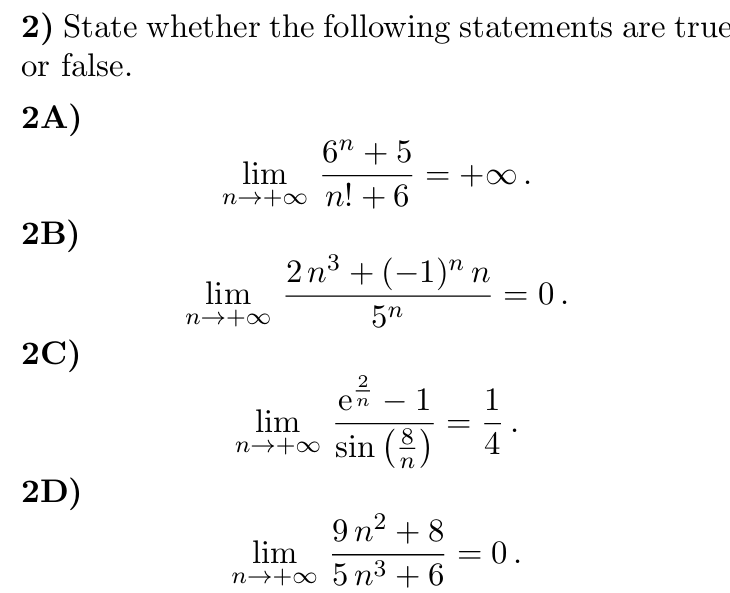 2) State whether the following statements are true
or false.
2A)
$$\lim_{n\to+\infty} \frac{6^n + 5}{n! + 6} = +\infty\,.$$
2B)
$$\lim_{n\to+\infty} \frac{2\,n^3 + (-1)^n\,n}{5^n} = 0\,.$$
2C)
$$\lim_{n\to+\infty} \frac{\mathrm{e}^{\frac{2}{n}} - 1}{\sin\left(\frac{8}{n}\right)} = \frac{1}{4}\,.$$
2D)
$$\lim_{n\to+\infty} \frac{9\,n^2 + 8}{5\,n^3 + 6} = 0\,.$$